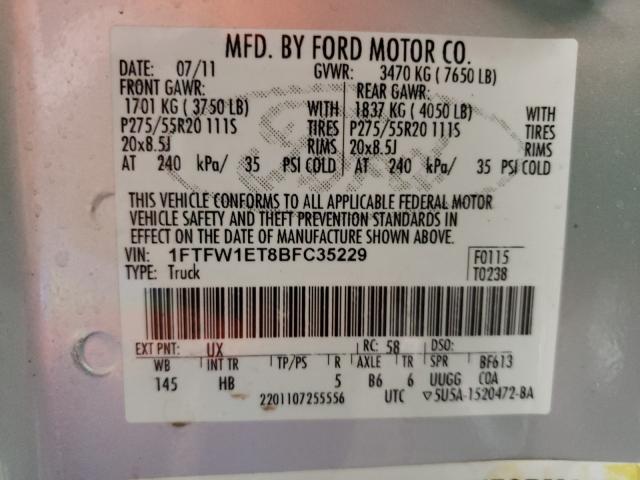 MFD. BY FORD MOTOR CO.
DATE: 07/11 GVWR: 3470 KG ( 7650 LB)
FRONT GAWR: REAR GAWR:
1701 KG ( 3750 LB) WITH 1837 KG ( 4050 LB) WITH
P275/55R20 111S TIRES P275/55R20 111S TIRES
20x8.5J RIMS 20x8.5J RIMS
AT 240 kPa/ 35 PSI COLD AT 240 kPa/ 35 PSI COLD
THIS VEHICLE CONFORMS TO ALL APPLICABLE FEDERAL MOTOR
VEHICLE SAFETY AND THEFT PREVENTION STANDARDS IN
EFFECT ON THE DATE OF MANUFACTURE SHOWN ABOVE.
VIN: 1FTFW1ET8BFC35229 F0115
TYPE: Truck T0238
EXT PNT: UX RC: 58 DSO:
WB INT TR TP/PS R AXLE TR SPR BF613
145 HB 5 B6 6 UUGG COA
2201107255556 UTC ▽5U5A-1520472-BA